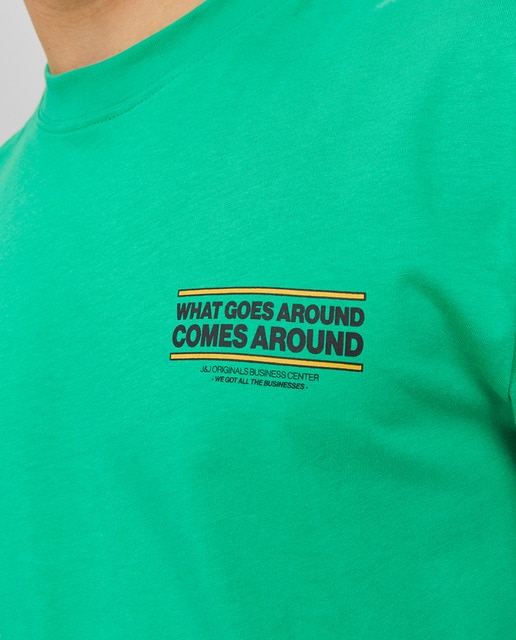 WHAT GOES AROUND
COMES AROUND
J&J ORIGINALS BUSINESS CENTER
- WE GOT ALL THE BUSINESSES -